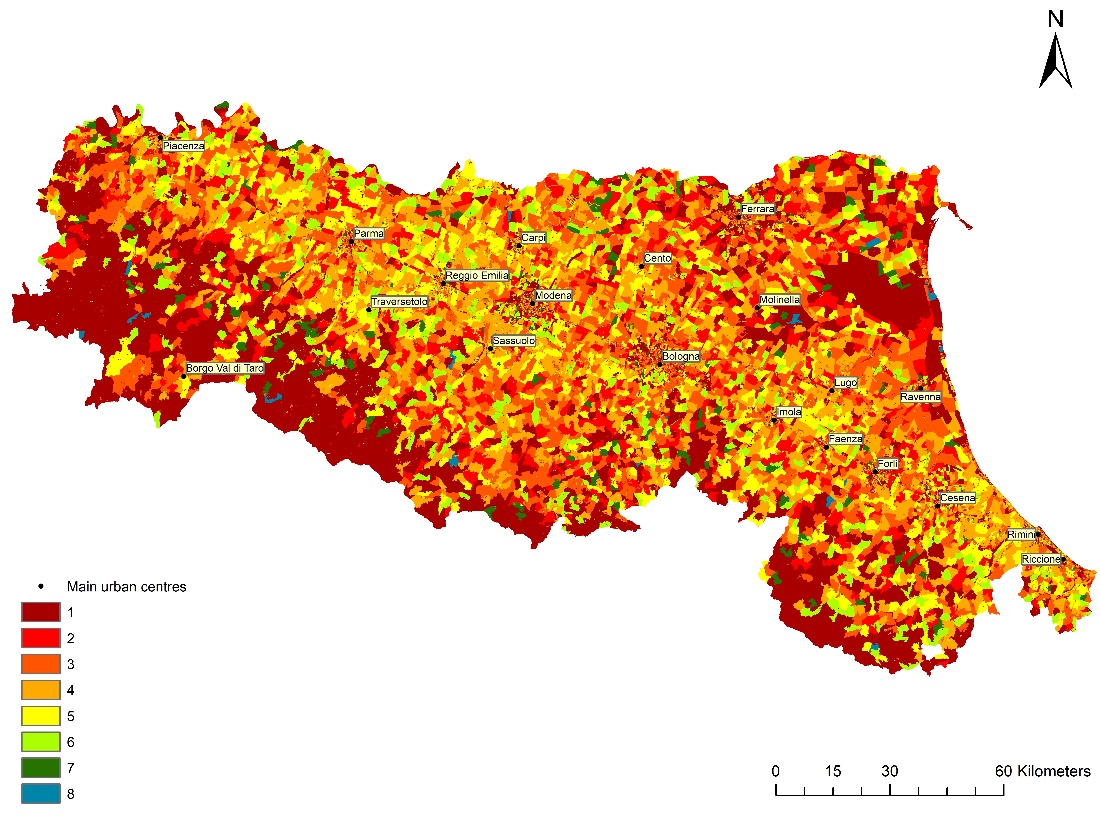 N
Piacenza
Ferrara
Parma
Carpi
Cento
Reggio Emilia
Modena
Molinella
Traversetolo
Sassuolo
Bologna
Borgo Val di Taro
Lugo
Ravenna
Imola
Faenza
Forlì
Cesena
Rimini
Riccione
Main urban centres
1
2
3
4
5
6
7
8
0 15 30 60 Kilometers